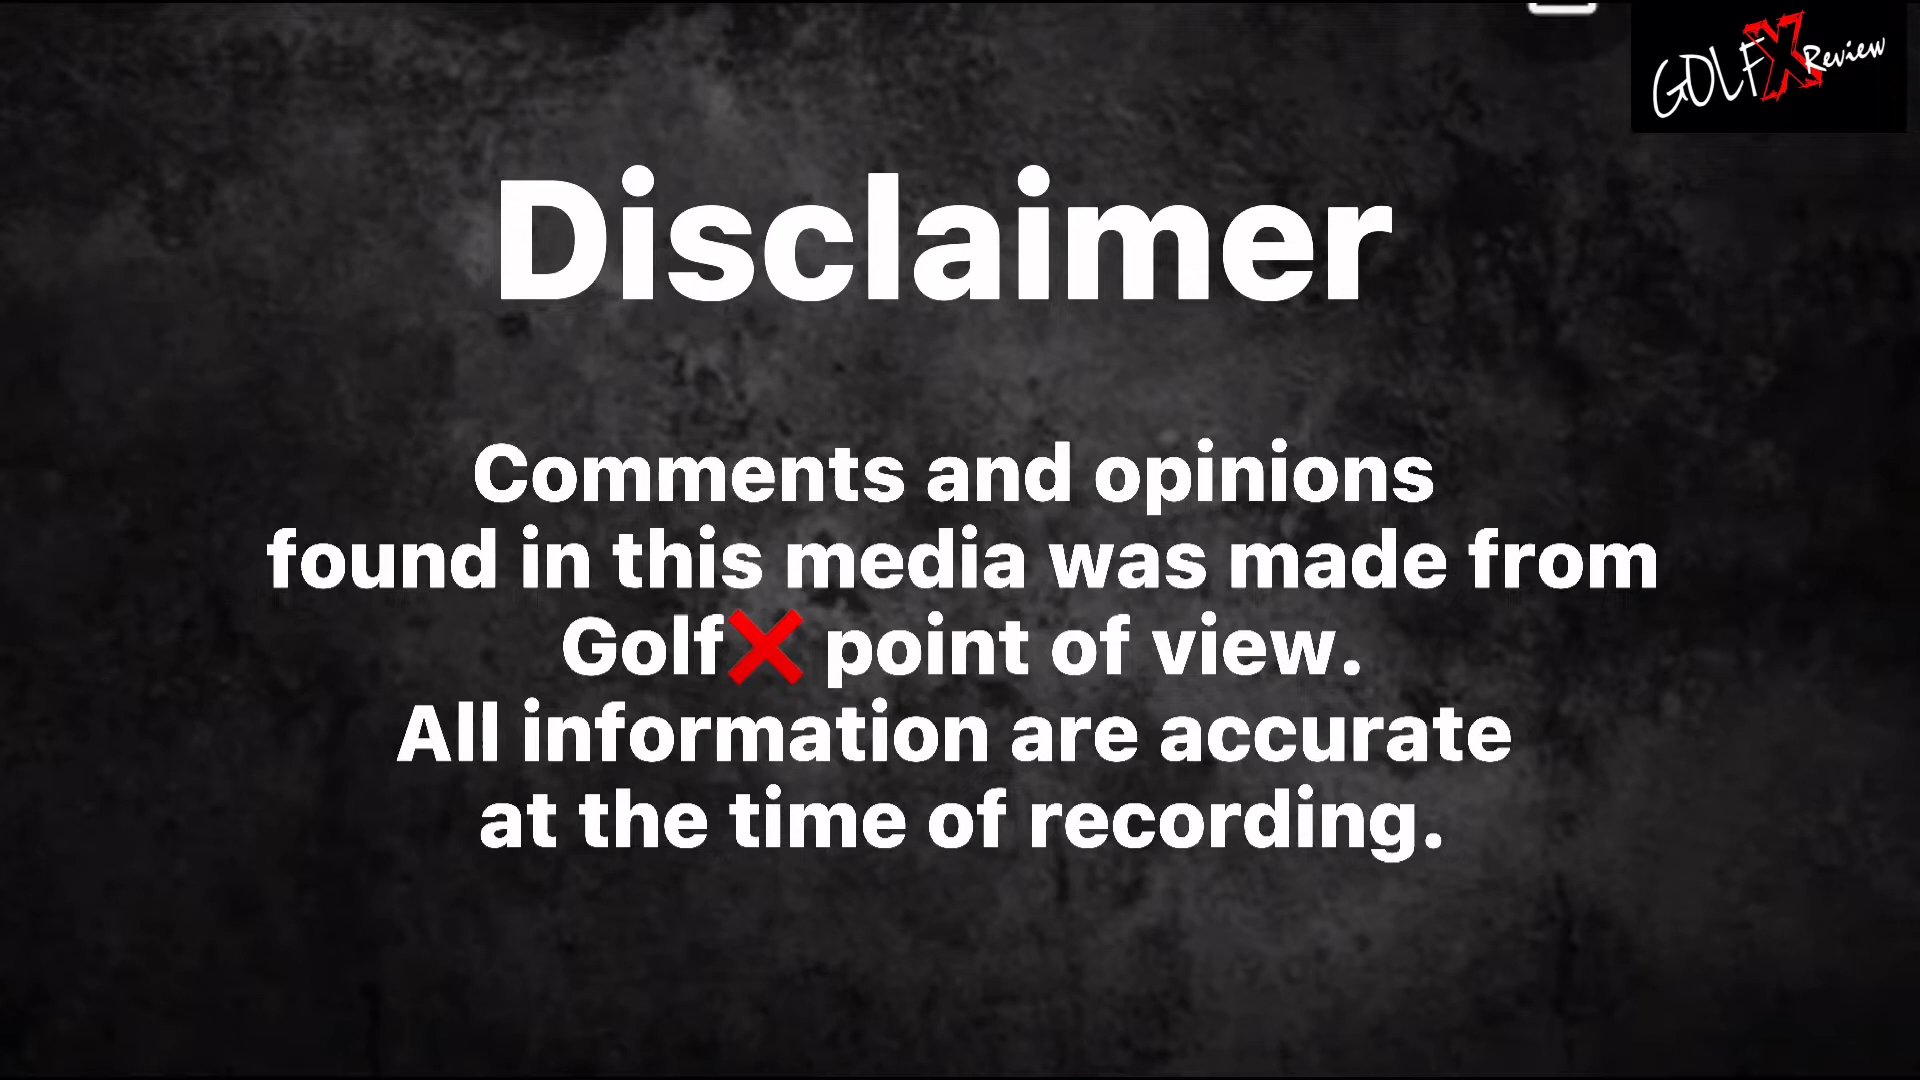 GOLFX Review
Disclaimer
Comments and opinions
found in this media was made from
Golf❌ point of view.
All information are accurate
at the time of recording.